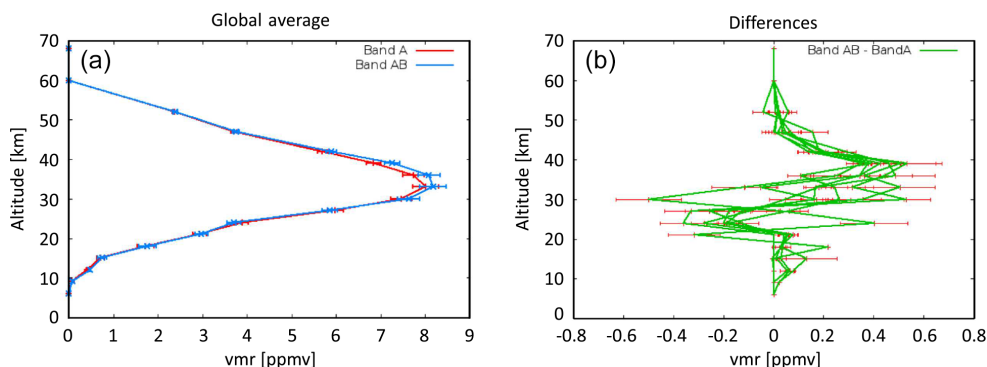 Global average
(a)
Band A
Band AB
Altitude [km]
70
60
50
40
30
20
10
0
0 1 2 3 4 5 6 7 8 9
vmr [ppmv]
Differences
(b)
Band AB - BandA
Altitude [km]
70
60
50
40
30
20
10
0
-0.8 -0.6 -0.4 -0.2 0 0.2 0.4 0.6 0.8
vmr [ppmv]